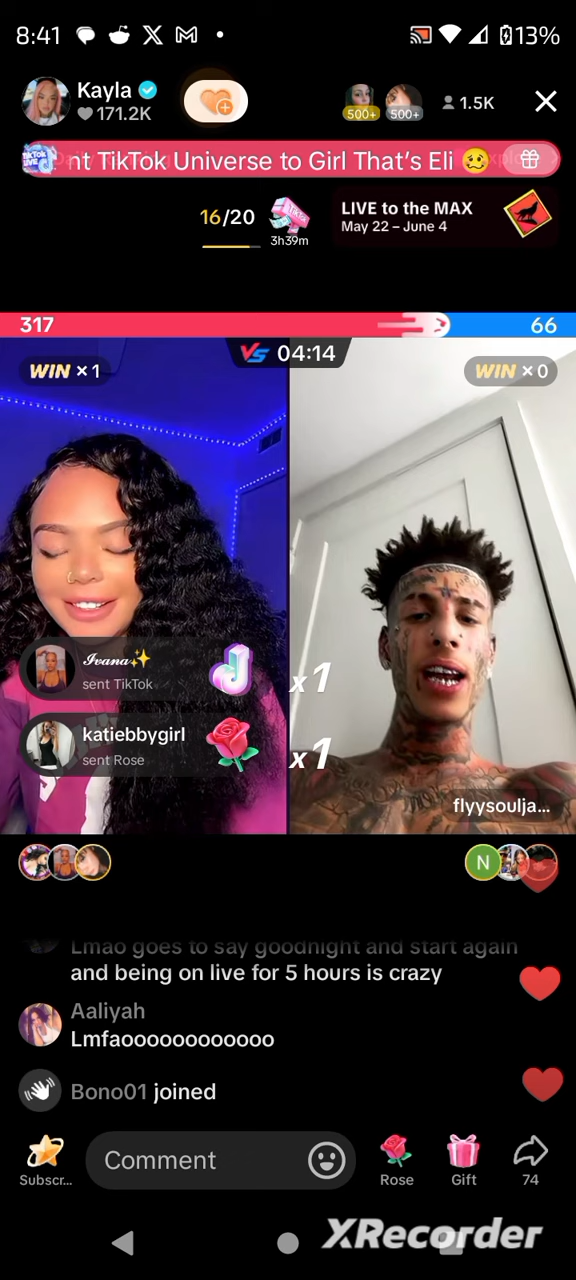 8:41
13%
Kayla
171.2K
500+
500+
1.5K
nt TikTok Universe to Girl That's Eli 🥴
16/20
3h39m
LIVE to the MAX
May 22 – June 4
317
66
VS 04:14
WIN x 1
WIN x 0
𝓘𝓿𝓪𝓷𝓪✨
sent TikTok
x1
katiebbygirl
sent Rose
x1
flyysoulja...
N
Lmao goes to say goodnight and start again
and being on live for 5 hours is crazy
Aaliyah
Lmfaoooooooooooo
Bono01 joined
Comment
Subscr...
Rose
Gift
74
XRecorder